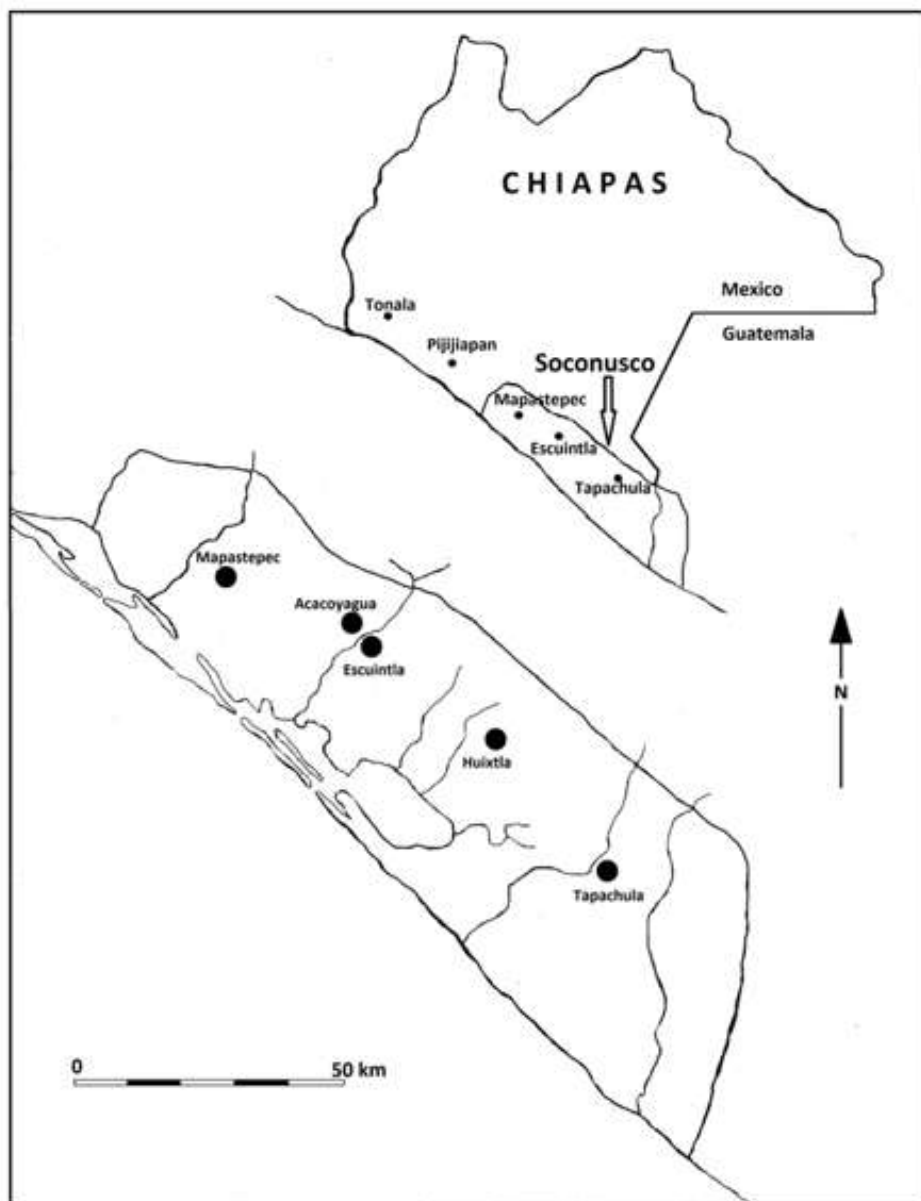 CHIAPAS
Mexico
Tonala
Guatemala
Pijijiapan
Soconusco
Mapastepec
Escuintla
Tapachula
Mapastepec
Acacoyagua
Escuintla
N
Huixtla
Tapachula
0 50 km